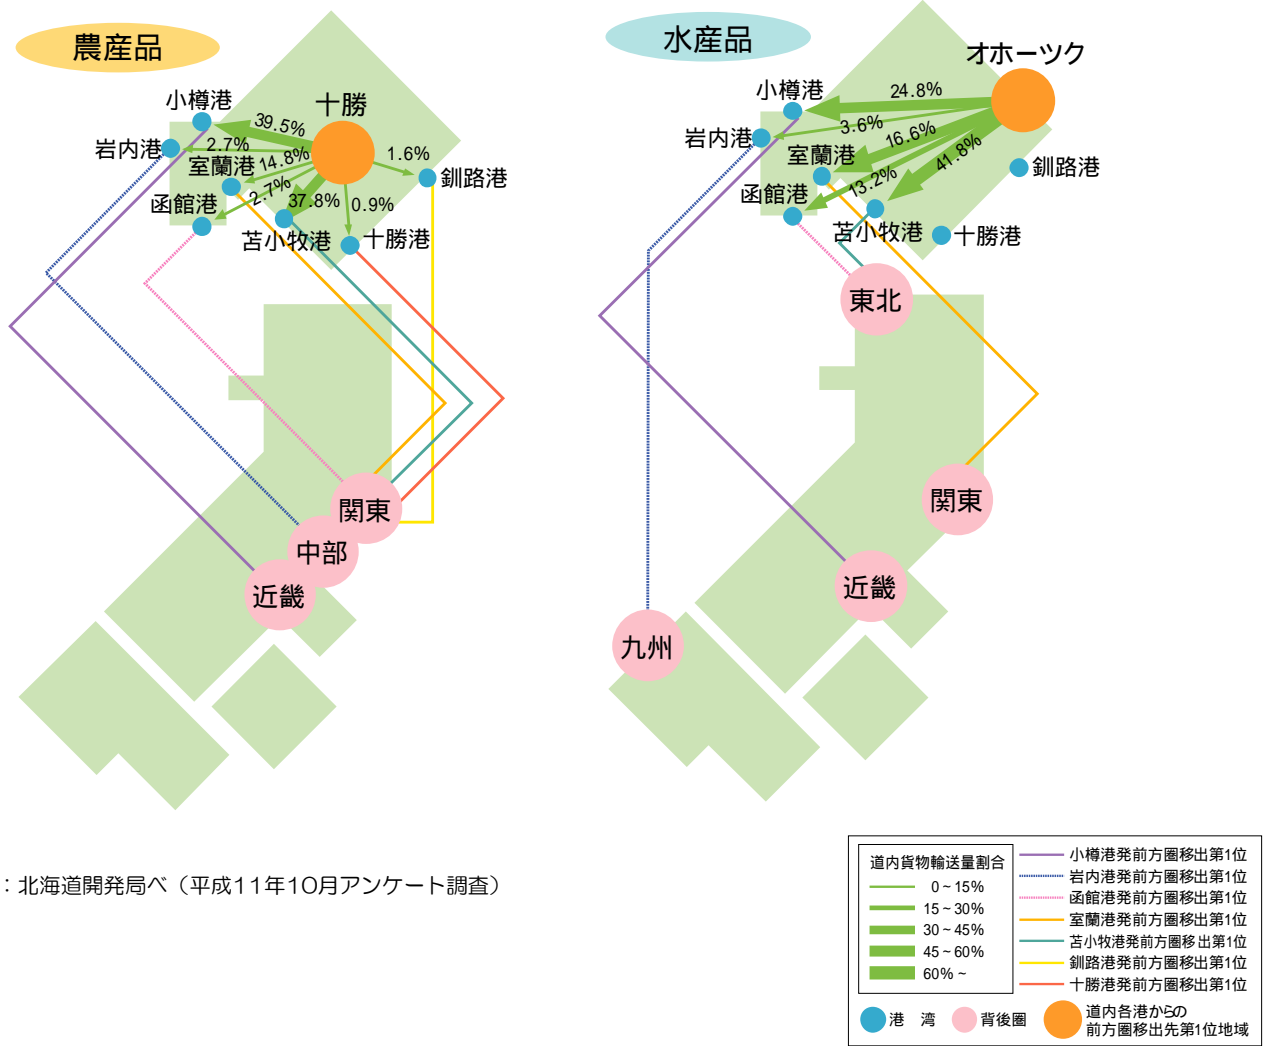 農産品
水産品
オホーツク
小樽港
十勝
39.5%
岩内港
2.7%
室蘭港
14.8%
1.6%
釧路港
函館港
2.7%
37.8%
0.9%
苫小牧港
十勝港
関東
中部
近畿
小樽港
24.8%
岩内港
3.6%
16.6%
室蘭港
41.8%
釧路港
函館港
13.2%
苫小牧港
十勝港
東北
関東
近畿
九州
:北海道開発局べ(平成11年10月アンケート調査)
道内貨物輸送量割合
0~15%
15~30%
30~45%
45~60%
60%~
小樽港発前方圏移出第1位
岩内港発前方圏移出第1位
函館港発前方圏移出第1位
室蘭港発前方圏移出第1位
苫小牧港発前方圏移出第1位
釧路港発前方圏移出第1位
十勝港発前方圏移出第1位
港 湾
背後圏
道内各港からの
前方圏移出先第1位地域